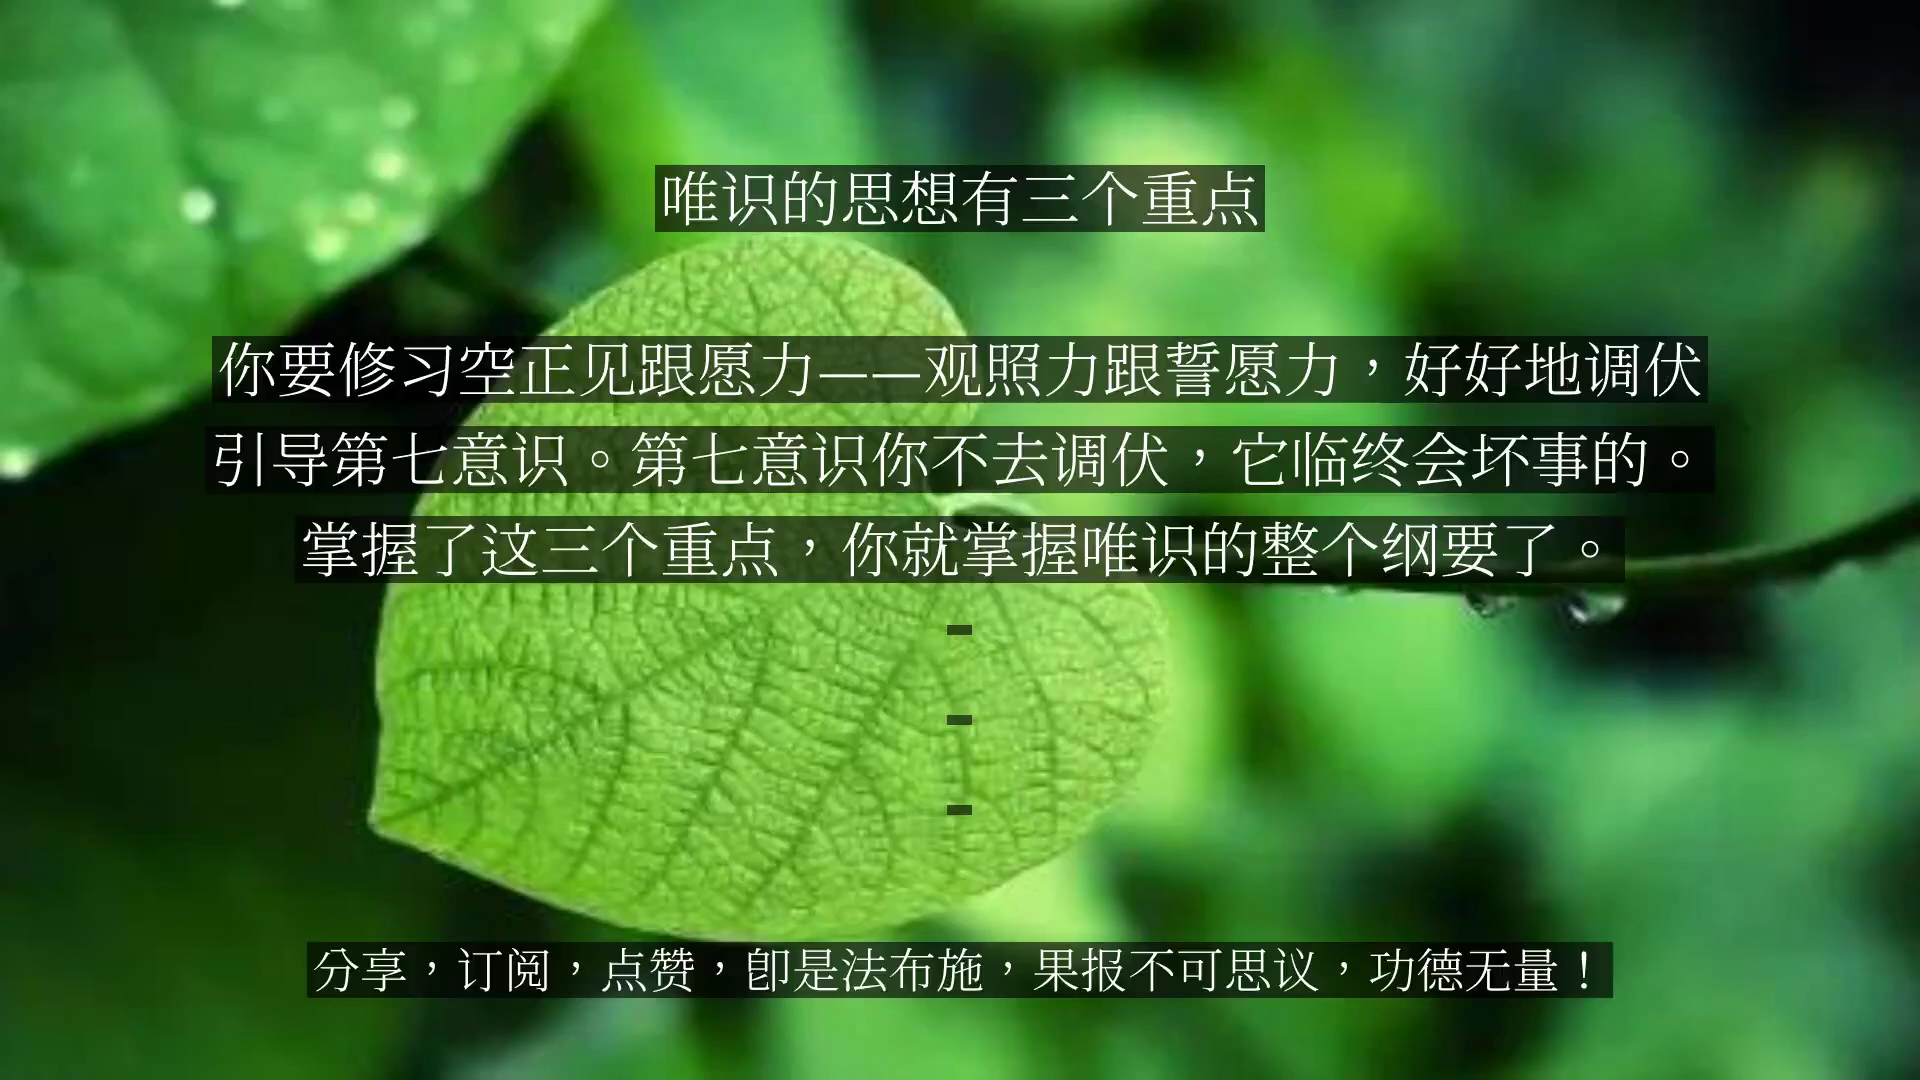 唯识的思想有三个重点
你要修习空正见跟愿力——观照力跟誓愿力，好好地调伏
引导第七意识。第七意识你不去调伏，它临终会坏事的。
掌握了这三个重点，你就掌握唯识的整个纲要了。
分享，订阅，点赞，即是法布施，果报不可思议，功德无量！